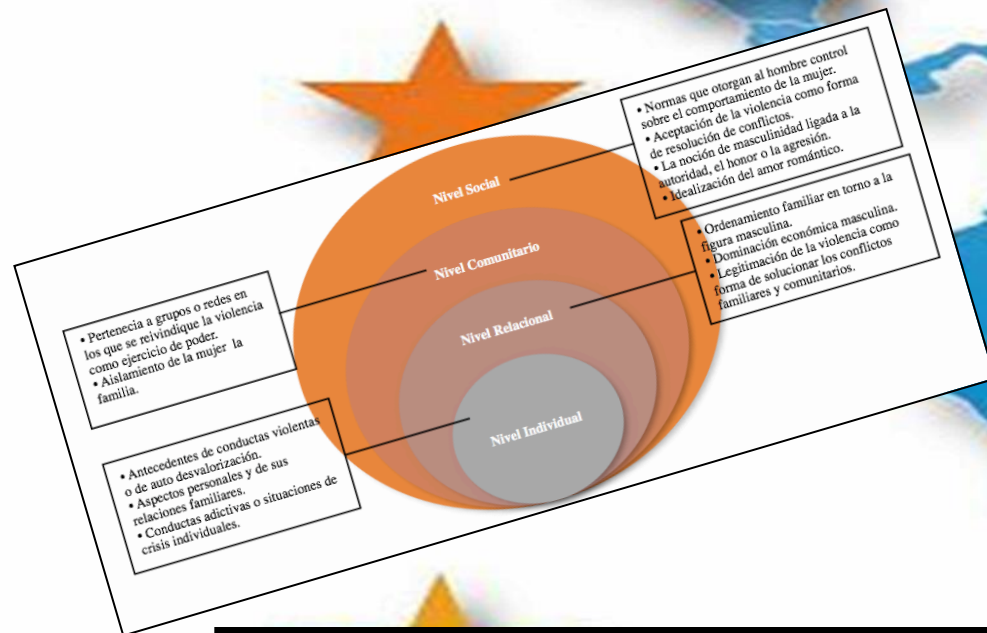 • Normas que otorgan al hombre control
sobre el comportamiento de la mujer.
• Aceptación de la violencia como forma
de resolución de conflictos.
• La noción de masculinidad ligada a la
autoridad, el honor o la agresión.
• Idealización del amor romántico.
Nivel Social
• Ordenamiento familiar en torno a la
figura masculina.
• Dominación económica masculina.
• Legitimación de la violencia como
forma de solucionar los conflictos
familiares y comunitarios.
Nivel Comunitario
• Pertenecia a grupos o redes en
los que se reivindique la violencia
como ejercicio de poder.
• Aislamiento de la mujer la
familia.
Nivel Relacional
• Antecedentes de conductas violentas
o de auto desvalorización.
• Aspectos personales y de sus
relaciones familiares.
• Conductas adictivas o situaciones de
crisis individuales.
Nivel Individual